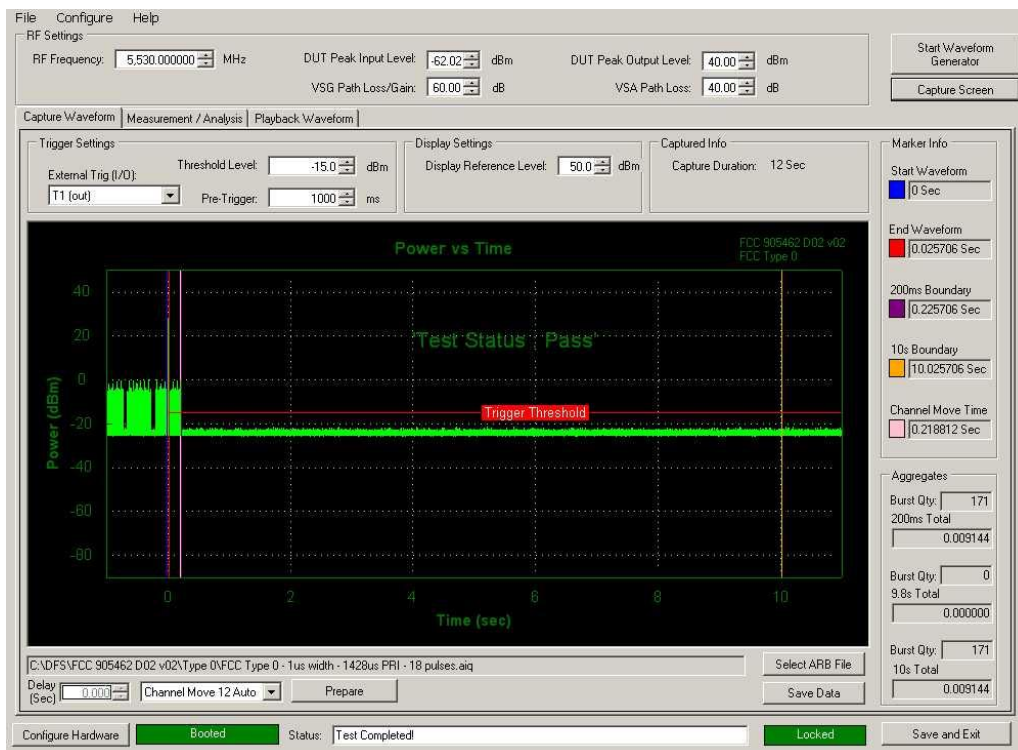 File Configure Help
RF Settings
RF Frequency: 5,530.000000 MHz
DUT Peak Input Level: -62.02 dBm
DUT Peak Output Level: 40.00 dBm
VSG Path Loss/Gain: 60.00 dB
VSA Path Loss: 40.00 dB
Start Waveform Generator
Capture Screen
Capture Waveform Measurement / Analysis Playback Waveform
Trigger Settings
External Trig (I/O):
T1 (out)
Threshold Level: -15.0 dBm
Pre-Trigger: 1000 ms
Display Settings
Display Reference Level: 50.0 dBm
Captured Info
Capture Duration: 12 Sec
Power vs Time
FCC 905462 D02 v02
FCC Type 0
'Test Status : Pass'
Trigger Threshold
Power (dBm)
40
20
0
-20
-40
-60
-80
0 2 4 6 8 10
Time (sec)
C:\DFS\FCC 905462 D02 v02\Type 0\FCC Type 0 - 1us width - 1428us PRI - 18 pulses.aiq
Select ARB File
Delay (Sec) 0.000
Channel Move 12 Auto
Prepare
Save Data
Marker Info
Start Waveform
0 Sec
End Waveform
0.025706 Sec
200ms Boundary
0.225706 Sec
10s Boundary
10.025706 Sec
Channel Move Time
0.218812 Sec
Aggregates
Burst Qty: 171
200ms Total
0.009144
Burst Qty: 0
9.8s Total
0.000000
Burst Qty: 171
10s Total
0.009144
Configure Hardware
Booted
Status: Test Completed!
Locked
Save and Exit